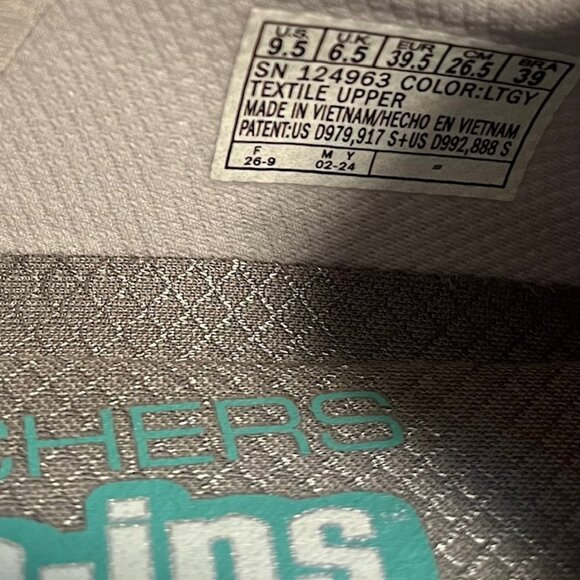 U.S. U.K. EUR CM BRA
9.5 6.5 39.5 26.5 39
SN 124963 COLOR:LTGY
TEXTILE UPPER
MADE IN VIETNAM/HECHO EN VIETNAM
PATENT:US D979,917 S+US D992,888 S
F M Y
26-9 02-24
CHERS
-ins